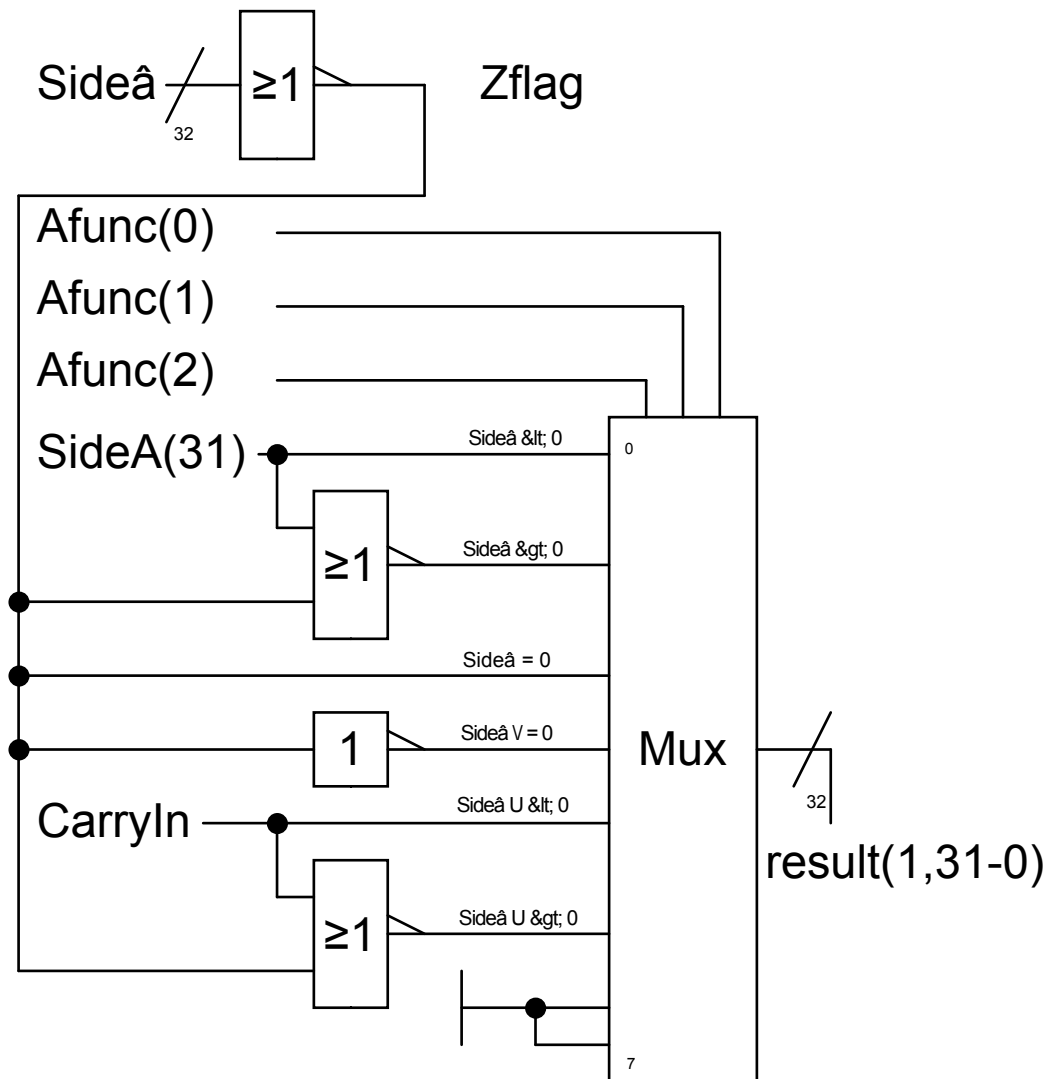 Sideâ
32
≥1
Zflag
Afunc(0)
Afunc(1)
Afunc(2)
SideA(31)
Sideâ &lt; 0
0
≥1
Sideâ &gt; 0
Sideâ = 0
1
Sideâ \/ = 0
Mux
32
CarryIn
Sideâ U &lt; 0
result(1,31-0)
≥1
Sideâ U &gt; 0
7